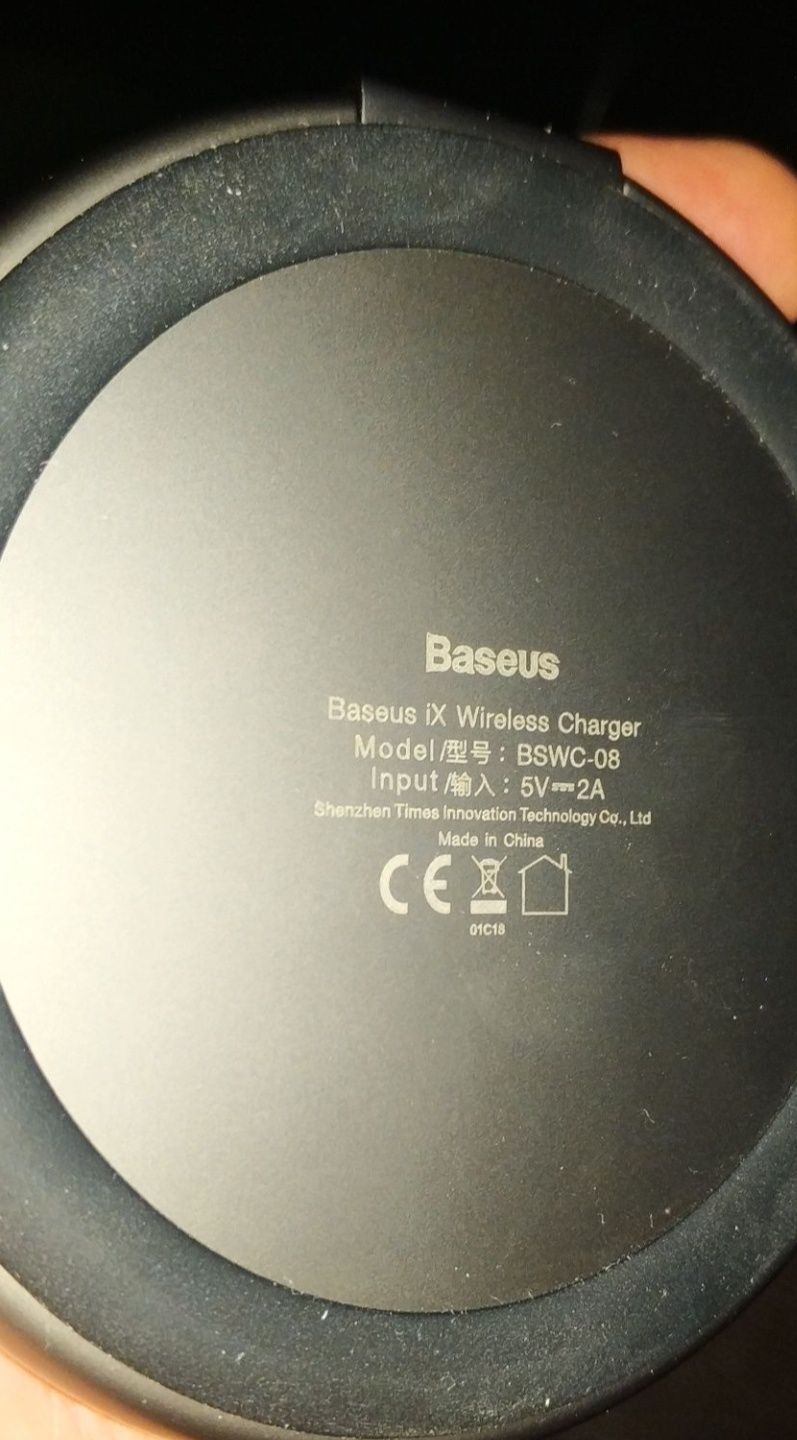 Baseus
Baseus iX Wireless Charger
Model/型号：BSWC-08
Input/输入：5V⎓2A
Shenzhen Times Innovation Technology Co., Ltd
Made in China
CE
01C18